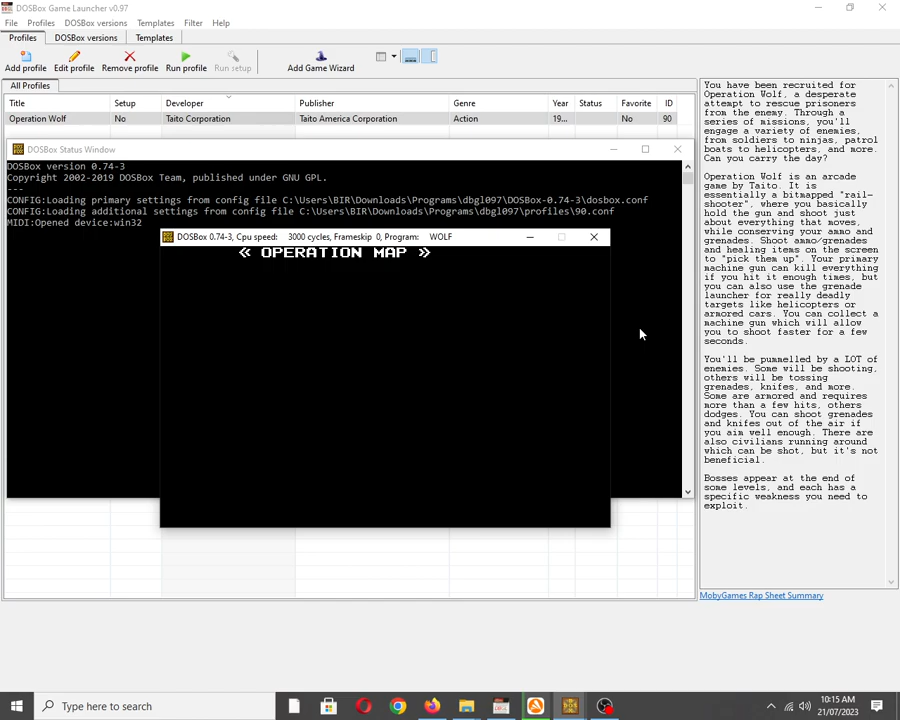 DOSBox Game Launcher v0.97
File Profiles DOSBox versions Templates Filter Help
Profiles DOSBox versions Templates
Add profile Edit profile Remove profile Run profile Run setup Add Game Wizard
All Profiles
Title Setup Developer Publisher Genre Year Status Favorite ID
Operation Wolf No Taito Corporation Taito America Corporation Action 19... No 90
DOSBox Status Window
DOSBox version 0.74-3
Copyright 2002-2019 DOSBox Team, published under GNU GPL.
---
CONFIG:Loading primary settings from config file C:\Users\BIR\Downloads\Programs\dbgl097\DOSBox-0.74-3\dosbox.conf
CONFIG:Loading additional settings from config file C:\Users\BIR\Downloads\Programs\dbgl097\profiles\90.conf
MIDI:Opened device:win32
DOSBox 0.74-3, Cpu speed: 3000 cycles, Frameskip 0, Program: WOLF
« OPERATION MAP »
You have been recruited for
Operation Wolf, a desperate
attempt to rescue prisoners
from the enemy. Through a
series of missions, you'll
engage a variety of enemies,
from soldiers to ninjas, patrol
boats to helicopters, and more.
Can you carry the day?
Operation Wolf is an arcade
game by Taito. It is
essentially a bitmapped "rail-
shooter", where you basically
hold the gun and shoot just
about everything that moves,
while conserving your ammo and
grenades. Shoot ammo/grenades
and healing items on the screen
to "pick them up". Your primary
machine gun can kill everything
if you hit it enough times, but
you can also use the grenade
launcher for really deadly
targets like helicopters or
armored cars. You can collect a
machine gun which will allow
you to shoot faster for a few
seconds.
You'll be pummelled by a LOT of
enemies. Some will be shooting,
others will be tossing
grenades, knifes, and more.
Some are armored and requires
more than a few hits, others
dodges. You can shoot grenades
and knifes out of the air if
you aim well enough. There are
also civilians running around
which can be shot, but it's not
beneficial.
Bosses appear at the end of
some levels, and each has a
specific weakness you need to
exploit.
MobyGames Rap Sheet Summary
Type here to search
10:15 AM
21/07/2023